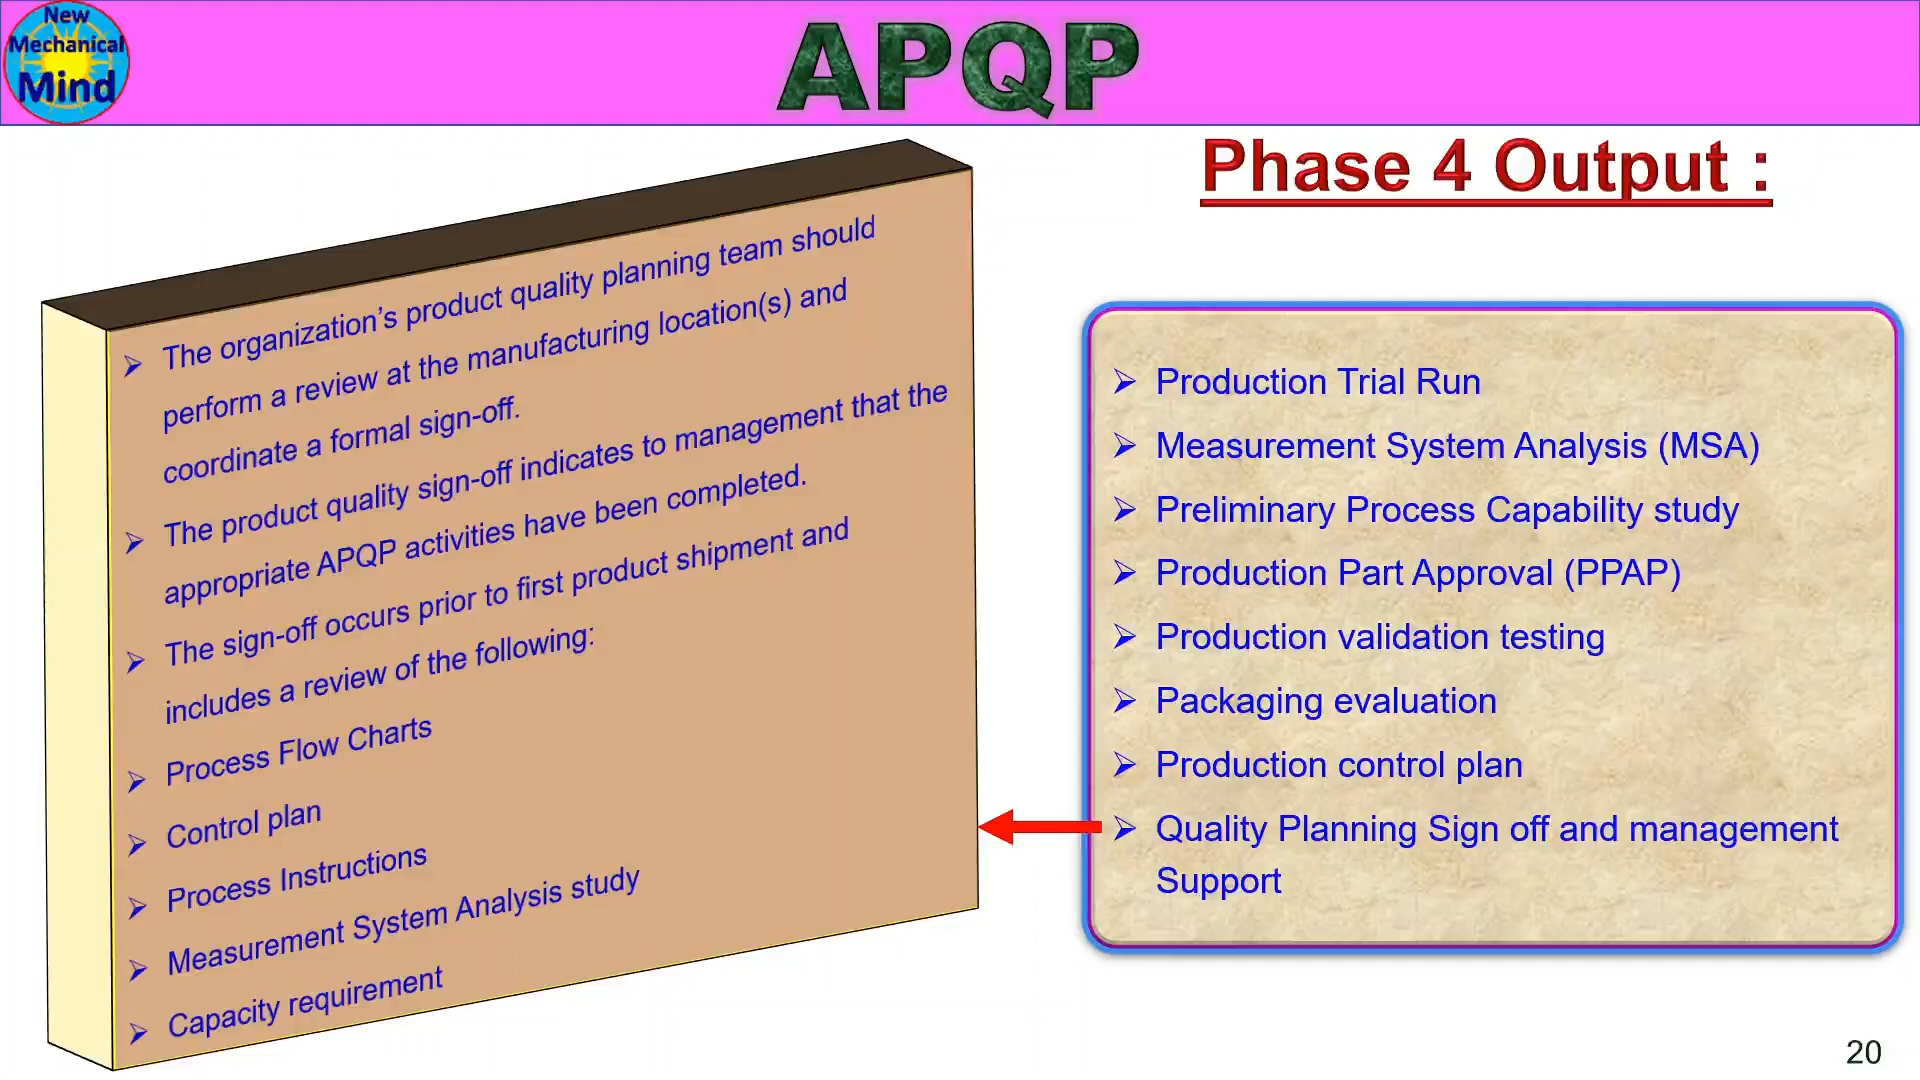 New
Mechanical
Mind
APQP
Phase 4 Output :
➢ The organization’s product quality planning team should
perform a review at the manufacturing location(s) and
coordinate a formal sign-off.
➢ The product quality sign-off indicates to management that the
appropriate APQP activities have been completed.
➢ The sign-off occurs prior to first product shipment and
includes a review of the following:
➢ Process Flow Charts
➢ Control plan
➢ Process Instructions
➢ Measurement System Analysis study
➢ Capacity requirement
➢ Production Trial Run
➢ Measurement System Analysis (MSA)
➢ Preliminary Process Capability study
➢ Production Part Approval (PPAP)
➢ Production validation testing
➢ Packaging evaluation
➢ Production control plan
➢ Quality Planning Sign off and management
Support
20